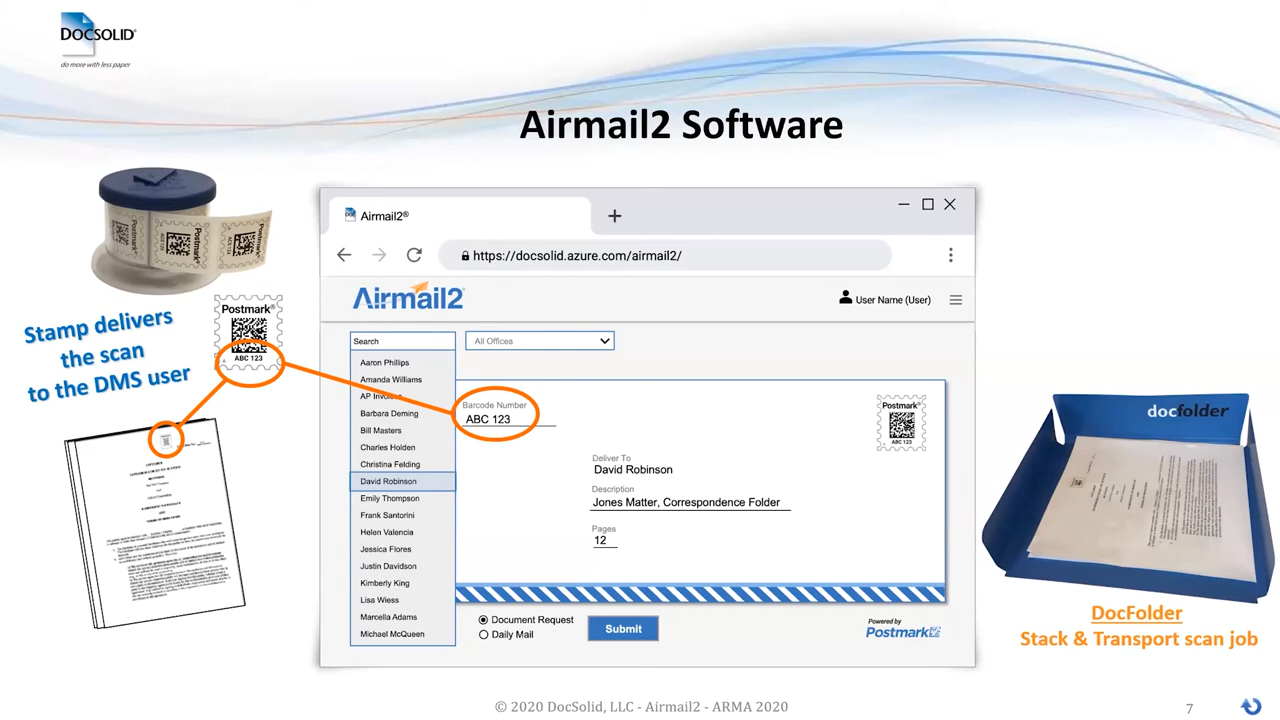 DOCSOLID®
do more with less paper
Airmail2 Software
Postmark®
ABC 123
Stamp delivers
the scan
to the DMS user
Airmail2®
https://docsolid.azure.com/airmail2/
Airmail2
User Name (User)
Search
All Offices
Aaron Phillips
Amanda Williams
AP Invoices
Barbara Deming
Bill Masters
Charles Holden
Christina Felding
David Robinson
Emily Thompson
Frank Santorini
Helen Valencia
Jessica Flores
Justin Davidson
Kimberly King
Lisa Wiess
Marcella Adams
Michael McQueen
Barcode Number
ABC 123
Postmark®
ABC 123
Deliver To
David Robinson
Description
Jones Matter, Correspondence Folder
Pages
12
Document Request
Daily Mail
Submit
Powered by
Postmark
docfolder
DocFolder
Stack & Transport scan job
© 2020 DocSolid, LLC - Airmail2 - ARMA 2020
7